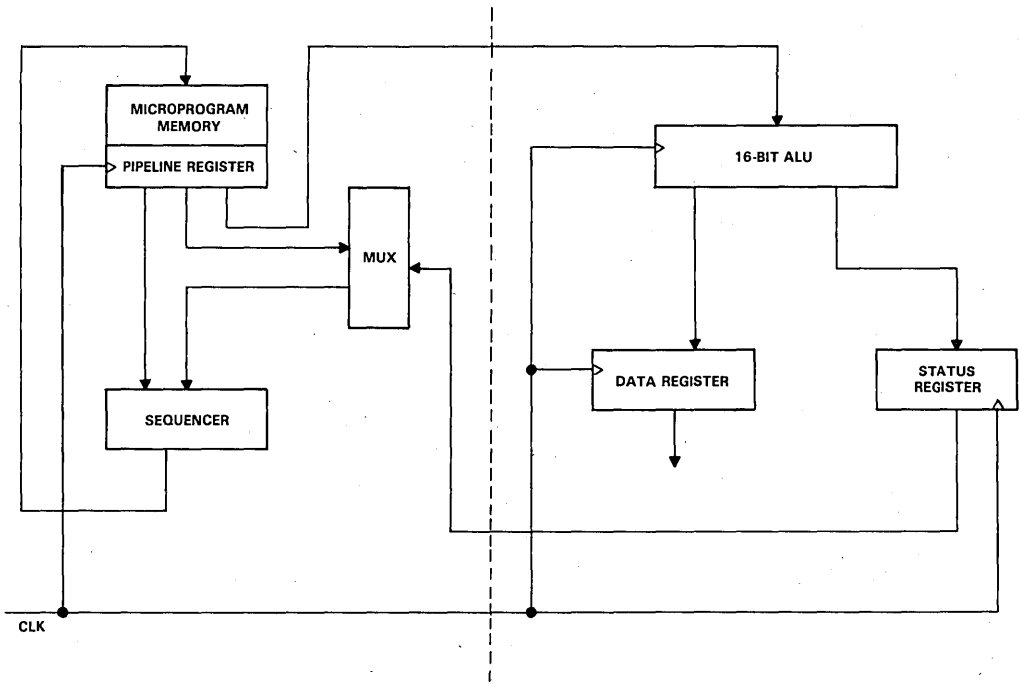 MICROPROGRAM
MEMORY
PIPELINE REGISTER
16-BIT ALU
MUX
DATA REGISTER
STATUS
REGISTER
SEQUENCER
CLK